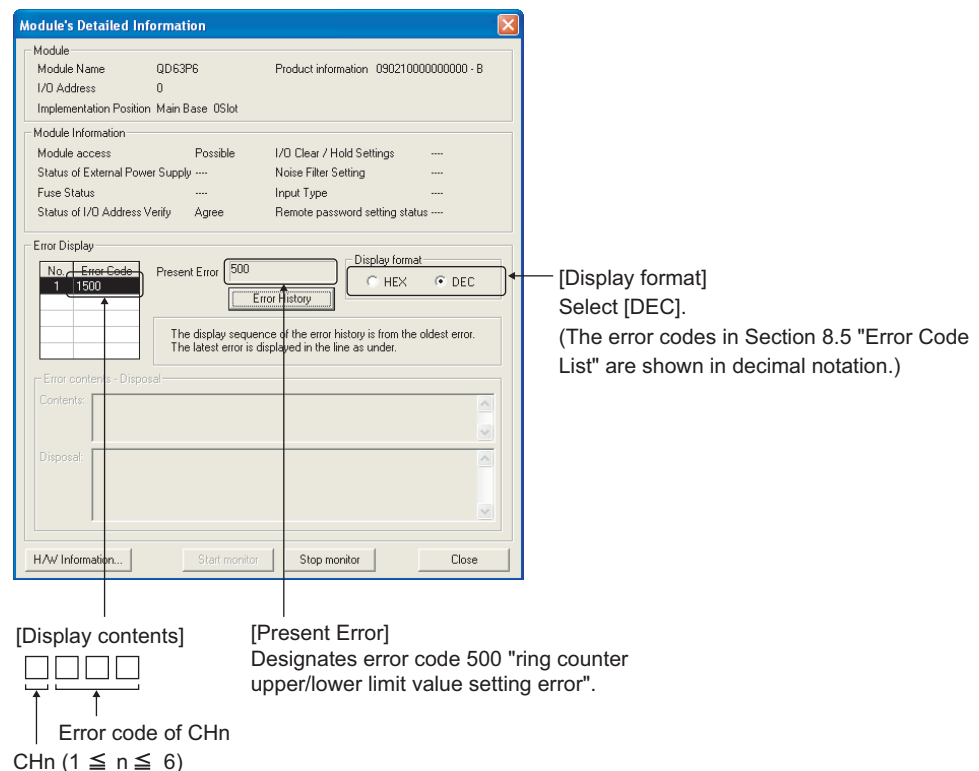 Module's Detailed Information
Module
Module Name QD63P6 Product information 090210000000000 - B
I/O Address 0
Implementation Position Main Base 0Slot
Module Information
Module access Possible I/O Clear / Hold Settings ----
Status of External Power Supply ---- Noise Filter Setting ----
Fuse Status ---- Input Type ----
Status of I/O Address Verify Agree Remote password setting status ----
Error Display
No. Error Code
1 1500
Present Error 500
Display format
HEX DEC
Error History
The display sequence of the error history is from the oldest error.
The latest error is displayed in the line as under.
Error contents - Disposal
Contents:
Disposal:
H/W Information... Start monitor Stop monitor Close
[Display format]
Select [DEC].
(The error codes in Section 8.5 "Error Code
List" are shown in decimal notation.)
[Display contents]
Error code of CHn
CHn (1 ≦ n ≦ 6)
[Present Error]
Designates error code 500 "ring counter
upper/lower limit value setting error".